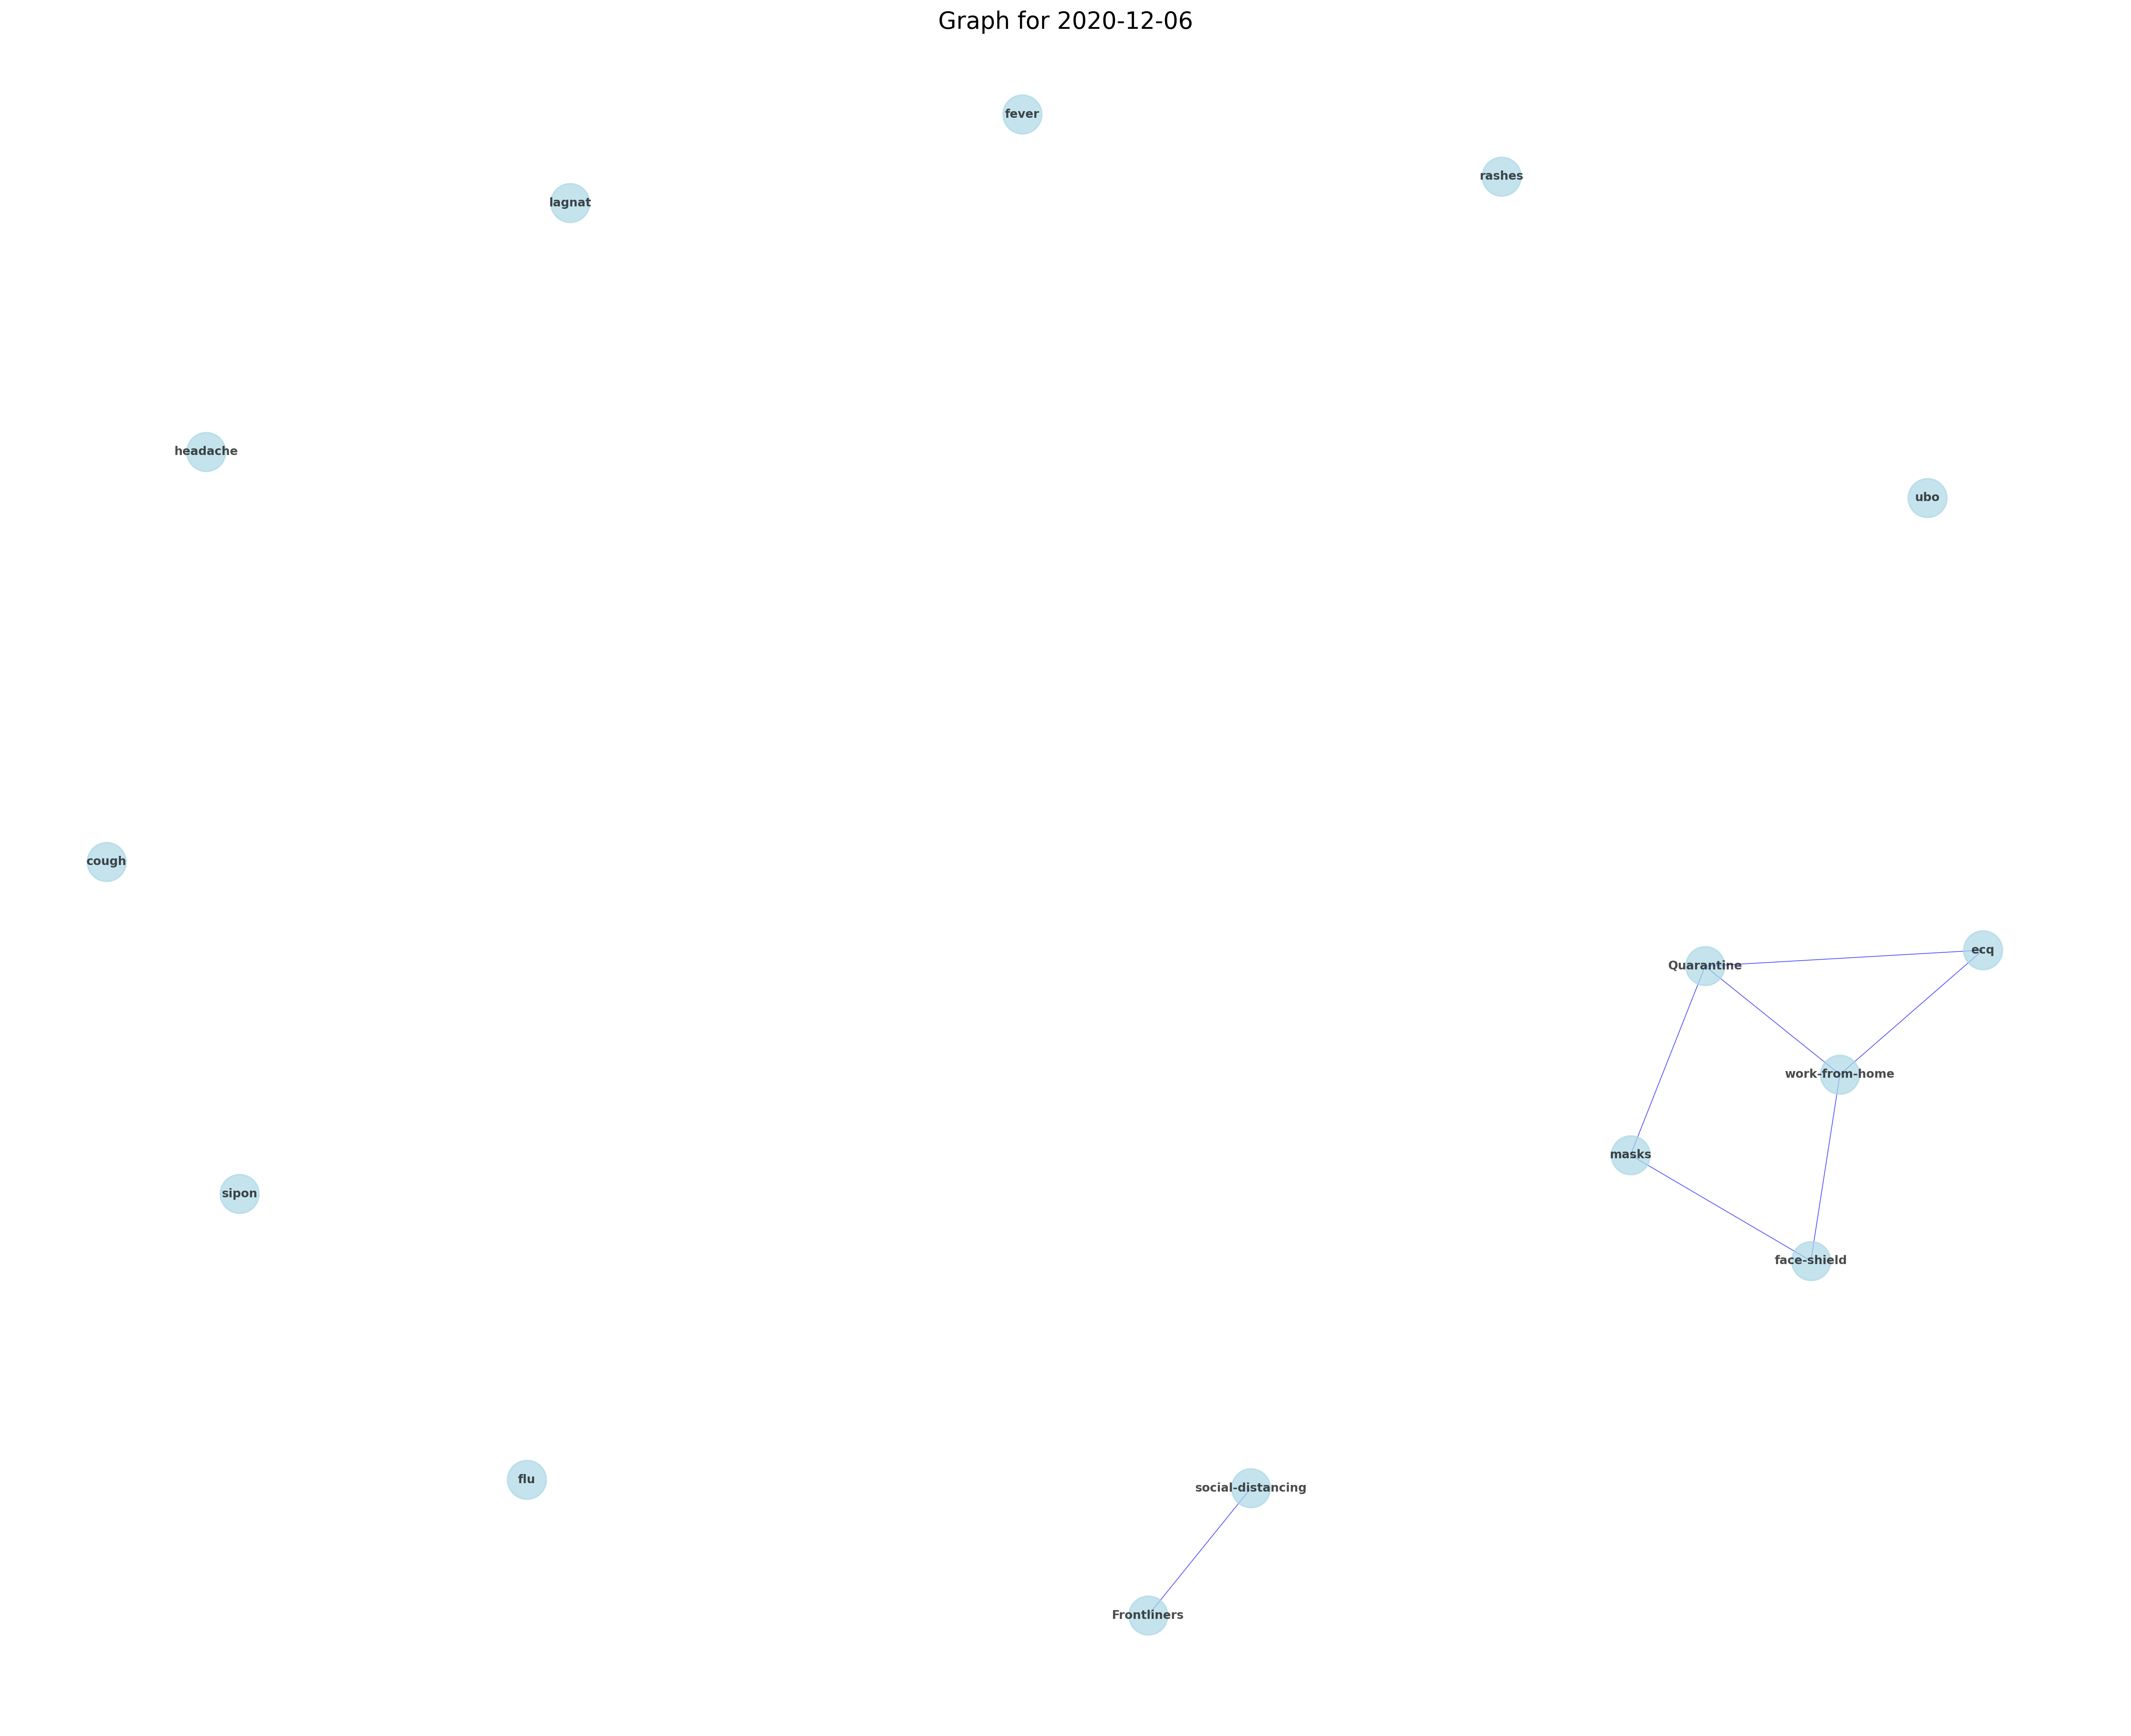 Graph for 2020-12-06
fever
rashes
lagnat
headache
ubo
cough
ecq
Quarantine
work-from-home
masks
sipon
face-shield
flu
social-distancing
Frontliners